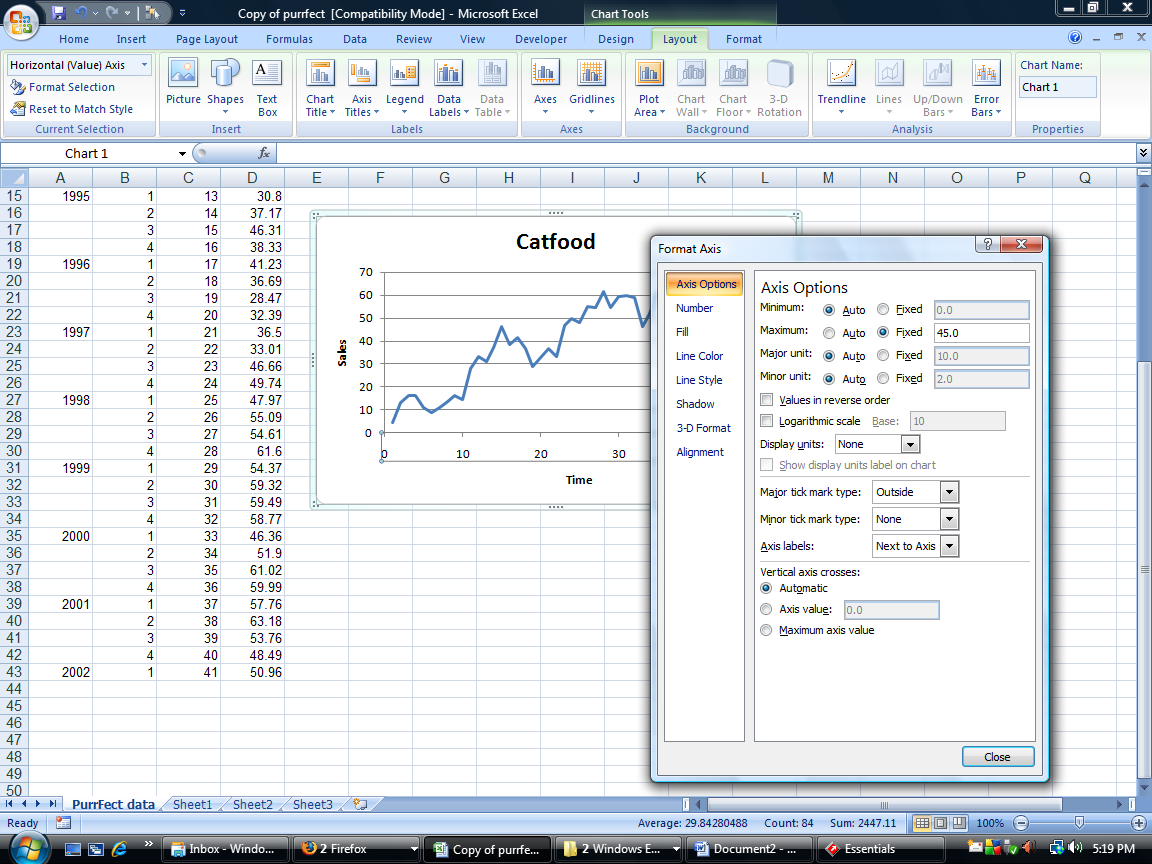 Copy of purrfect [Compatibility Mode] - Microsoft Excel
Chart Tools
Home Insert Page Layout Formulas Data Review View Developer Design Layout Format
Horizontal (Value) Axis
Format Selection
Reset to Match Style
Current Selection
Picture Shapes Text Box
Insert
Chart Title Axis Titles Legend Data Labels Data Table
Labels
Axes Gridlines
Axes
Plot Area Chart Wall Chart Floor 3-D Rotation
Background
Trendline Lines Up/Down Bars Error Bars
Analysis
Chart Name:
Chart 1
Properties
Chart 1 fx
A B C D E F G H I J K L M N O P Q
15 1995 1 13 30.8
16 2 14 37.17
17 3 15 46.31
18 4 16 38.33
19 1996 1 17 41.23
20 2 18 36.69
21 3 19 28.47
22 4 20 32.39
23 1997 1 21 36.5
24 2 22 33.01
25 3 23 46.66
26 4 24 49.74
27 1998 1 25 47.97
28 2 26 55.09
29 3 27 54.61
30 4 28 61.6
31 1999 1 29 54.37
32 2 30 59.32
33 3 31 59.49
34 4 32 58.77
35 2000 1 33 46.36
36 2 34 51.9
37 3 35 61.02
38 4 36 59.99
39 2001 1 37 57.76
40 2 38 63.18
41 3 39 53.76
42 4 40 48.49
43 2002 1 41 50.96
44
45
46
47
48
49
50
Catfood
70
60
50
40
30
20
10
0
Sales
0 10 20 30
Time
Format Axis
Axis Options
Number
Fill
Line Color
Line Style
Shadow
3-D Format
Alignment
Axis Options
Minimum: Auto Fixed 0.0
Maximum: Auto Fixed 45.0
Major unit: Auto Fixed 10.0
Minor unit: Auto Fixed 2.0
Values in reverse order
Logarithmic scale Base: 10
Display units: None
Show display units label on chart
Major tick mark type: Outside
Minor tick mark type: None
Axis labels: Next to Axis
Vertical axis crosses:
Automatic
Axis value: 0.0
Maximum axis value
Close
PurrFect data Sheet1 Sheet2 Sheet3
Ready Average: 29.84280488 Count: 84 Sum: 2447.11 100%
Inbox - Windo... 2 Firefox Copy of purrfe... 2 Windows E... Document2 - ... Essentials 5:19 PM